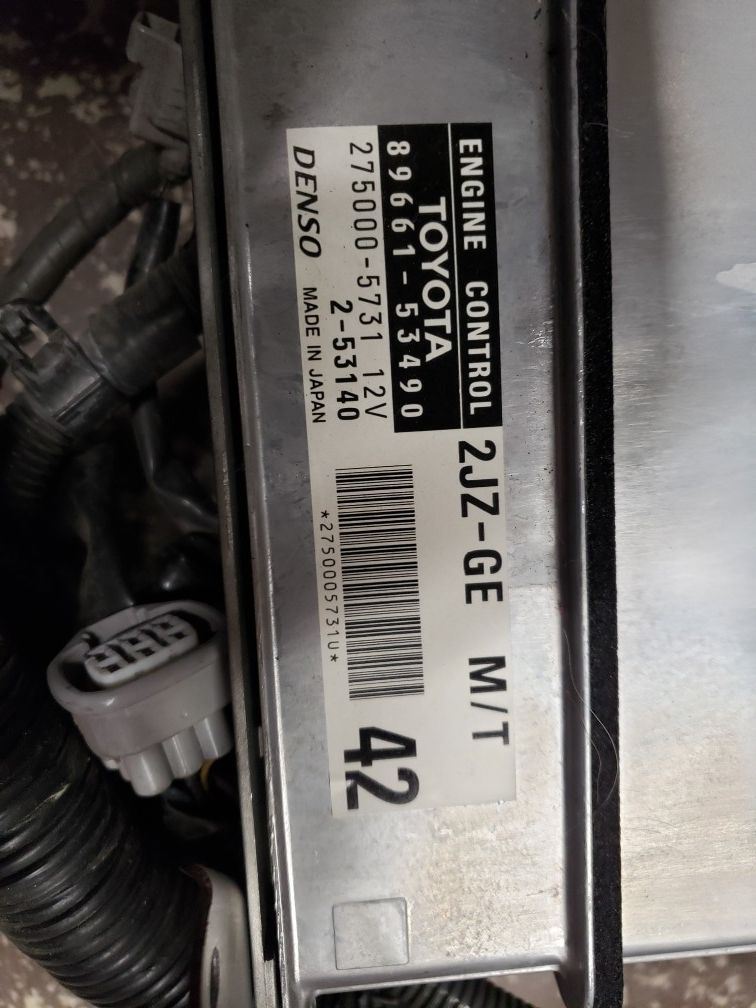 ENGINE CONTROL
TOYOTA
89661-53490
275000-5731 12V
2-53140
DENSO MADE IN JAPAN
2JZ-GE M/T
*2750005731U*
42